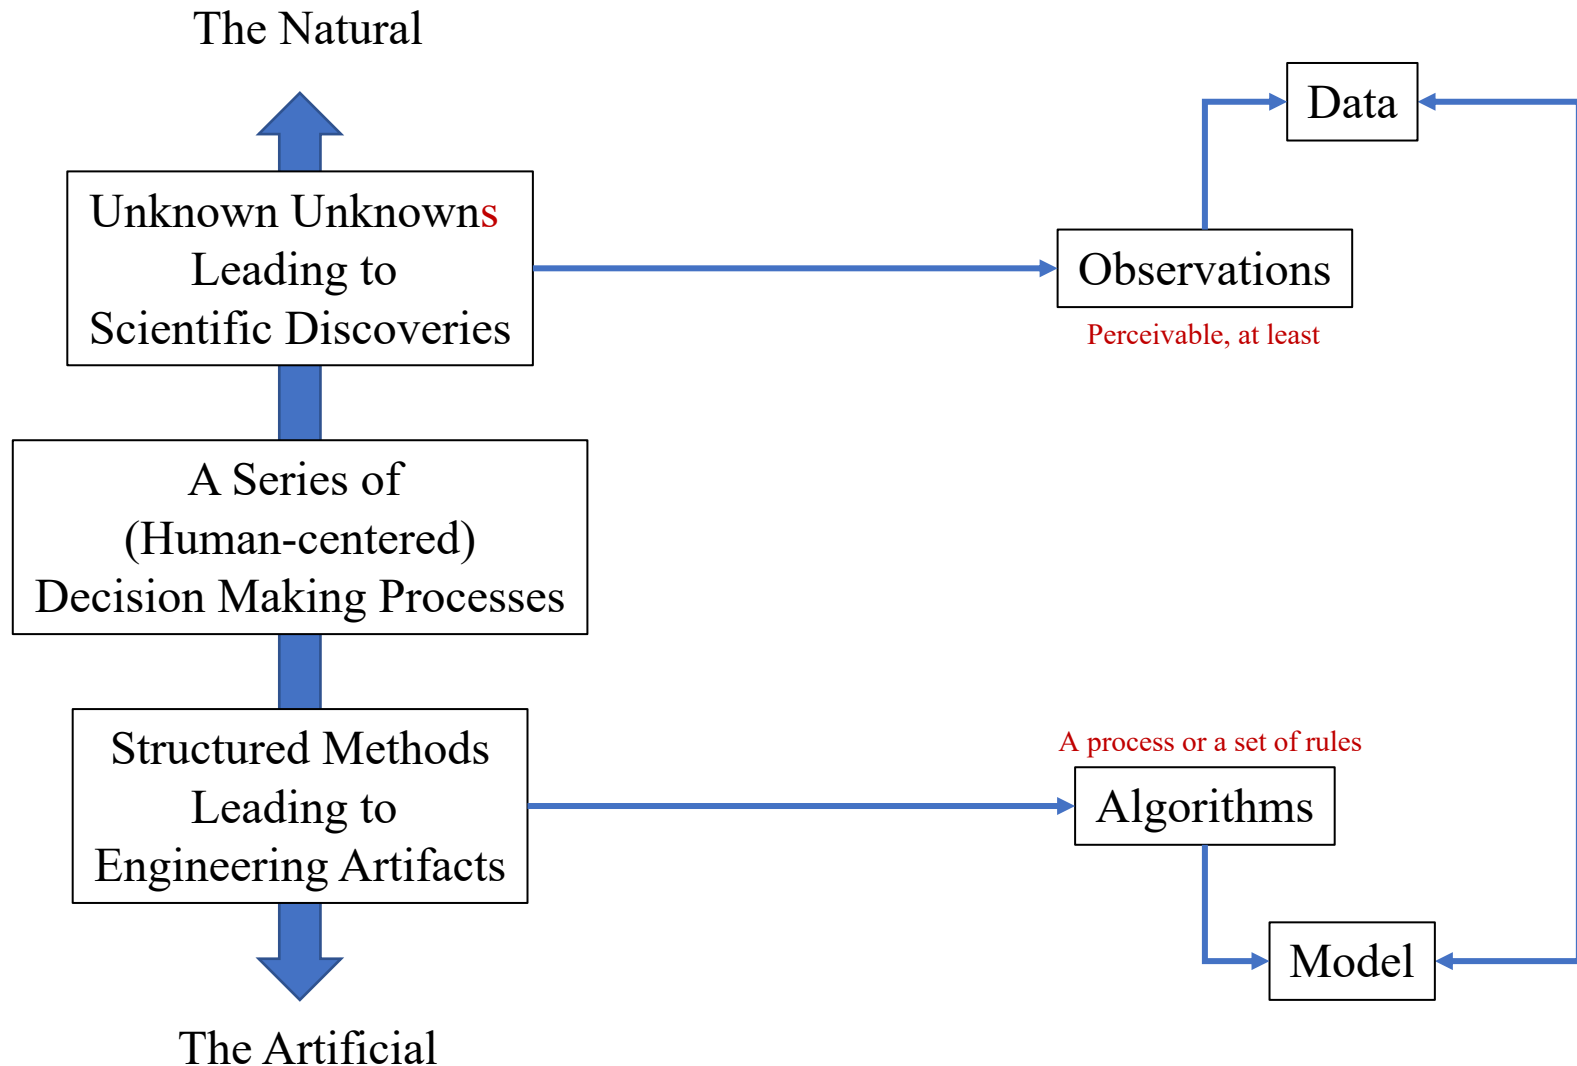 The Natural
Data
Unknown Unknowns
Leading to
Scientific Discoveries
Observations
Perceivable, at least
A Series of
(Human-centered)
Decision Making Processes
Structured Methods
Leading to
Engineering Artifacts
A process or a set of rules
Algorithms
Model
The Artificial